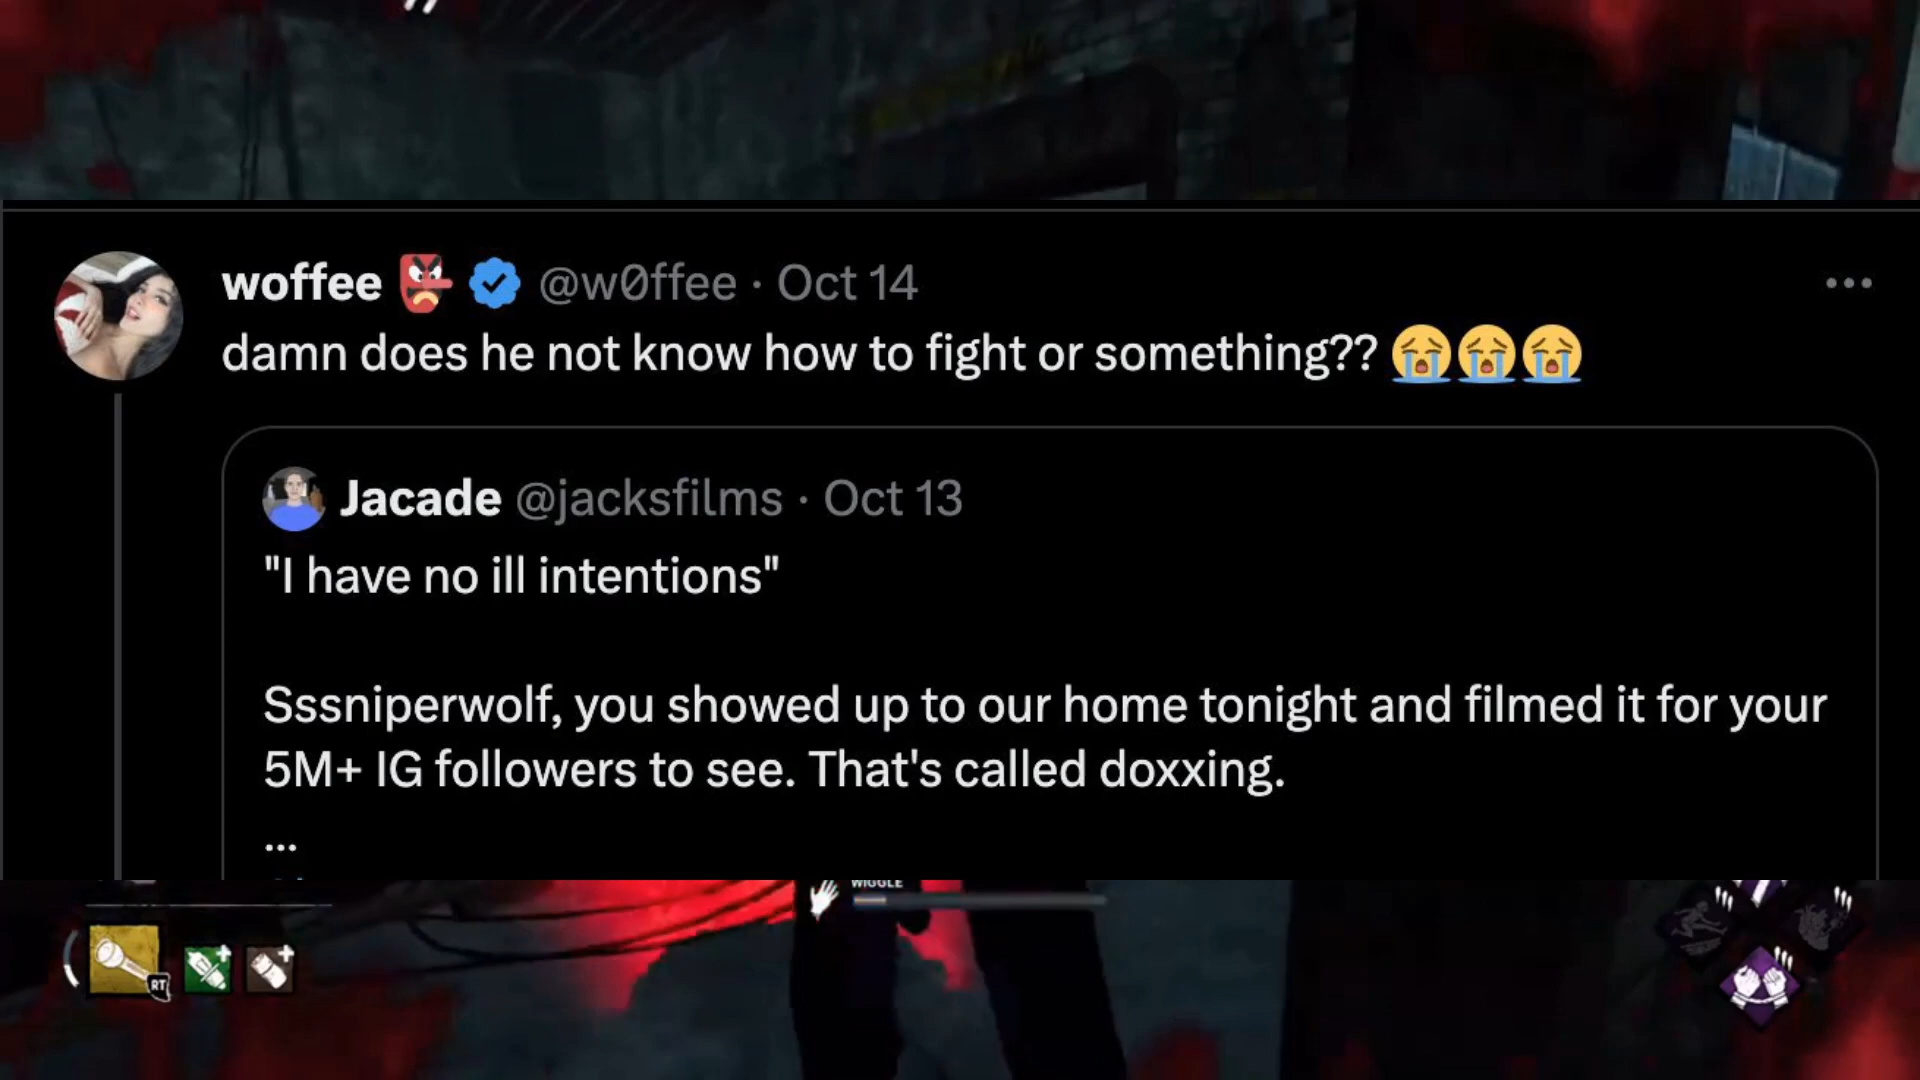 woffee 👺 @w0ffee · Oct 14
damn does he not know how to fight or something?? 😭😭😭
Jacade @jacksfilms · Oct 13
"I have no ill intentions"
Sssniperwolf, you showed up to our home tonight and filmed it for your
5M+ IG followers to see. That's called doxxing.
...
WIGGLE
RT